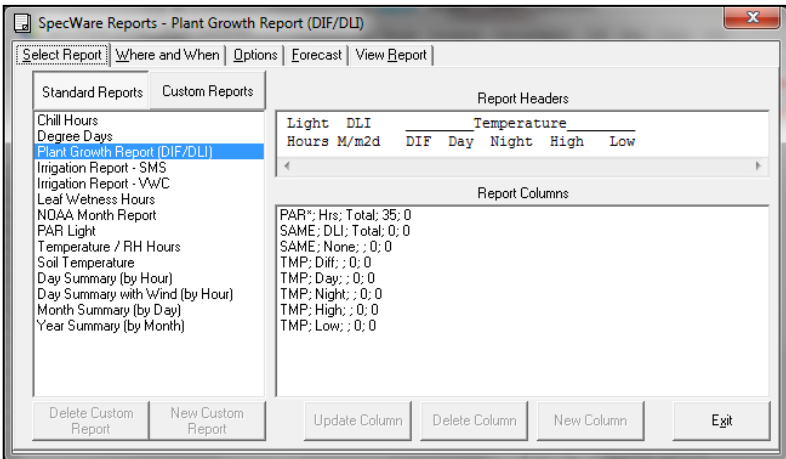 SpecWare Reports - Plant Growth Report (DIF/DLI)
Select Report Where and When Options Forecast View Report
Standard Reports Custom Reports
Chill Hours
Degree Days
Plant Growth Report (DIF/DLI)
Irrigation Report - SMS
Irrigation Report - VWC
Leaf Wetness Hours
NOAA Month Report
PAR Light
Temperature / RH Hours
Soil Temperature
Day Summary (by Hour)
Day Summary with Wind (by Hour)
Month Summary (by Day)
Year Summary (by Month)
Delete Custom Report
New Custom Report
Report Headers
Light DLI ________Temperature________
Hours M/m2d DIF Day Night High Low
Report Columns
PAR*; Hrs; Total; 35; 0
SAME; DLI; Total; 0; 0
SAME; None; ; 0; 0
TMP; Diff; ; 0; 0
TMP; Day; ; 0; 0
TMP; Night; ; 0; 0
TMP; High; ; 0; 0
TMP; Low; ; 0; 0
Update Column Delete Column New Column Exit